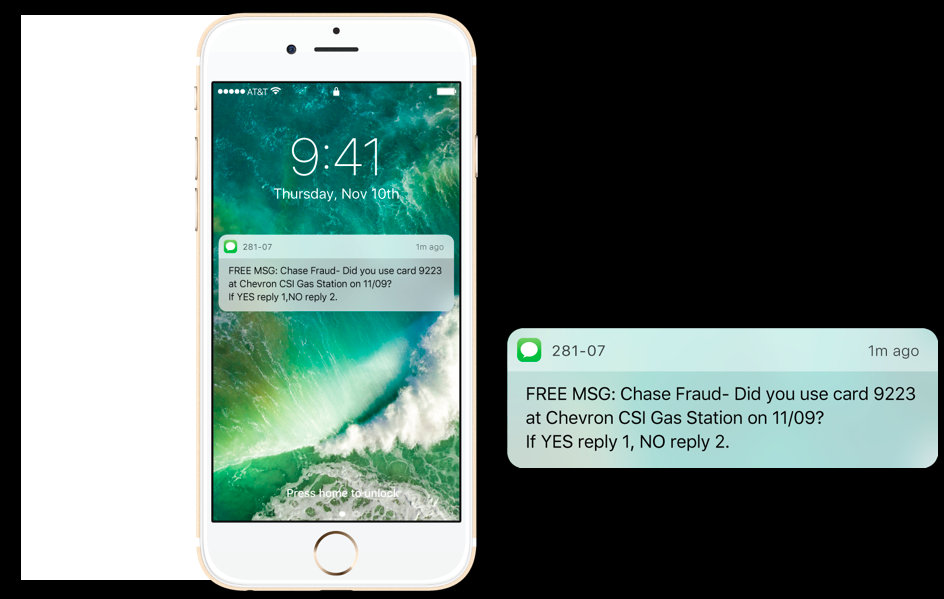 AT&T
9:41
Thursday, Nov 10th
281-07 1m ago
FREE MSG: Chase Fraud- Did you use card 9223
at Chevron CSI Gas Station on 11/09?
If YES reply 1,NO reply 2.
Press home to unlock
281-07 1m ago
FREE MSG: Chase Fraud- Did you use card 9223
at Chevron CSI Gas Station on 11/09?
If YES reply 1, NO reply 2.